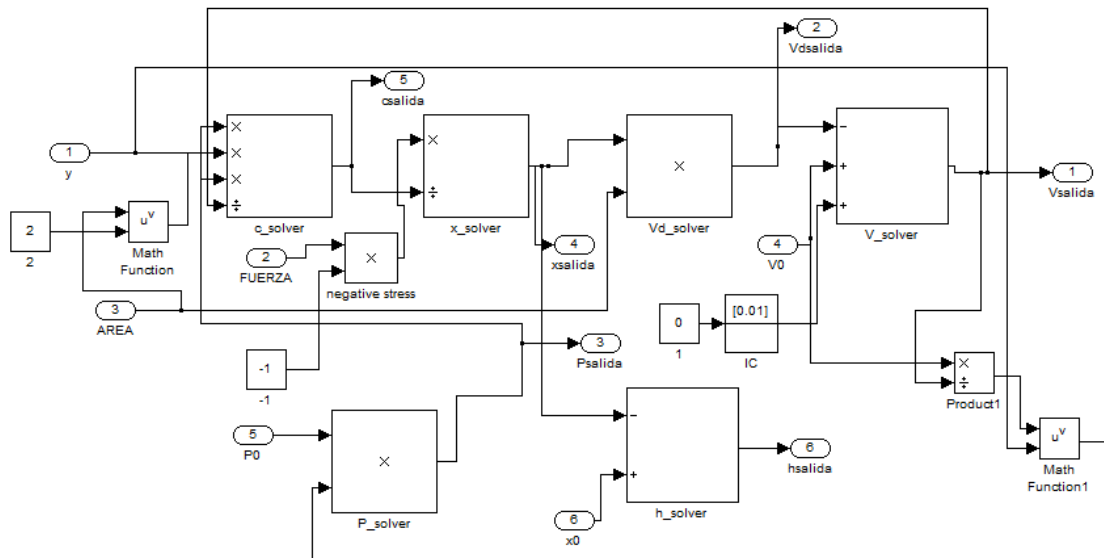 2
Vdsalida
5
csalida
×
×
×
÷
c_solver
×
÷
x_solver
×
Vd_solver
−
+
+
V_solver
1
y
1
Vsalida
2
2
u^v
Math
Function
2
FUERZA
×
negative stress
4
xsalida
4
V0
3
AREA
0
1
[0.01]
IC
3
Psalida
-1
-1
×
÷
Product1
5
P0
×
P_solver
−
+
h_solver
6
hsalida
u^v
Math
Function1
6
x0